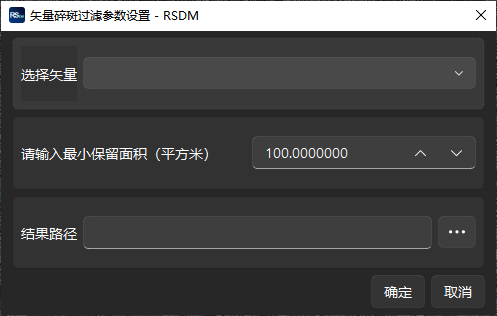 矢量碎斑过滤参数设置 - RSDM
选择矢量
请输入最小保留面积（平方米）
100.0000000
结果路径
确定
取消